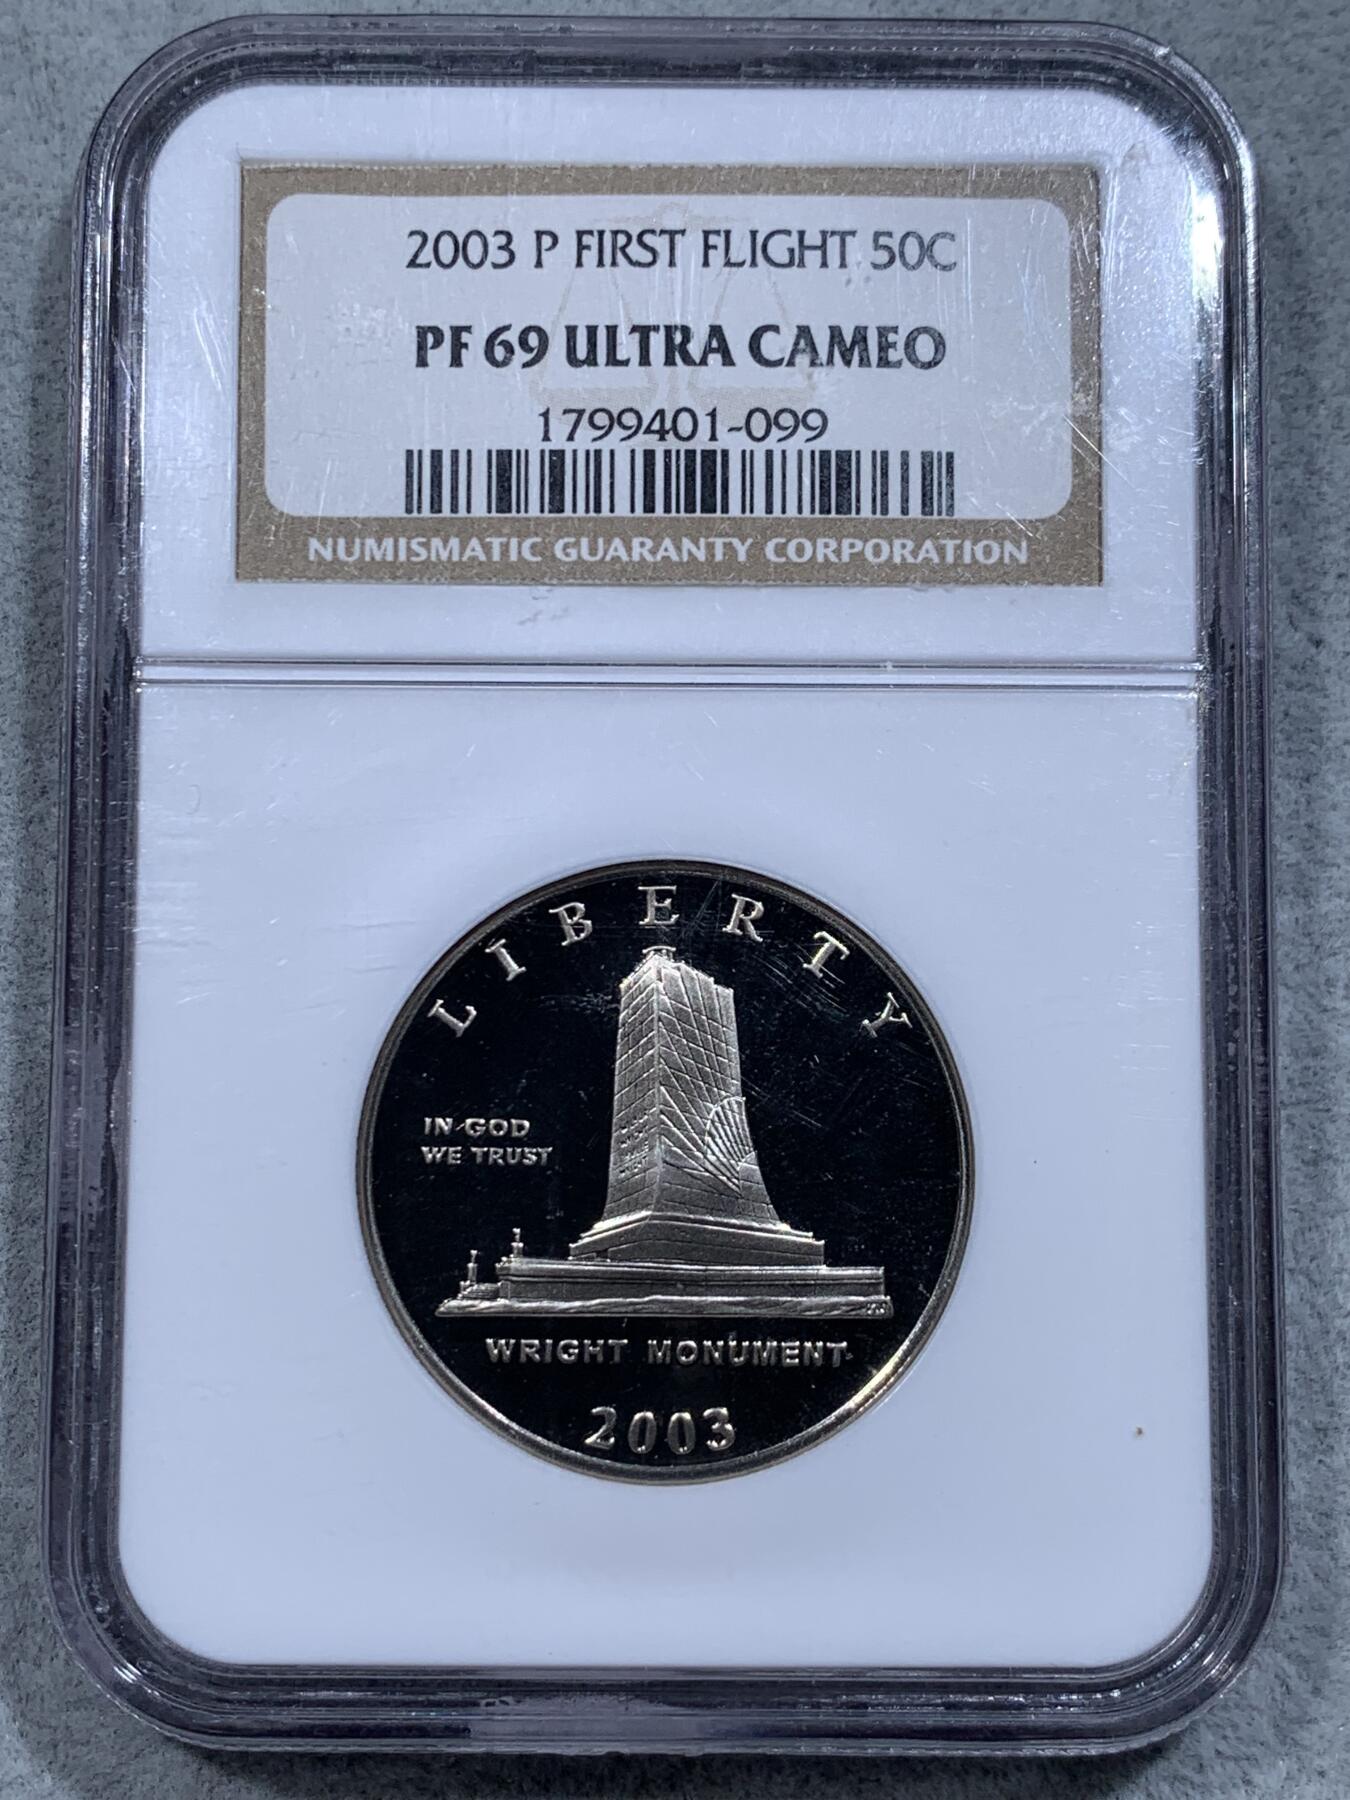 2003 P FIRST FLIGHT 50C
PF 69 ULTRA CAMEO
1799401-099
NUMISMATIC GUARANTY CORPORATION
LIBERTY
IN GOD
WE TRUST
WRIGHT MONUMENT
2003